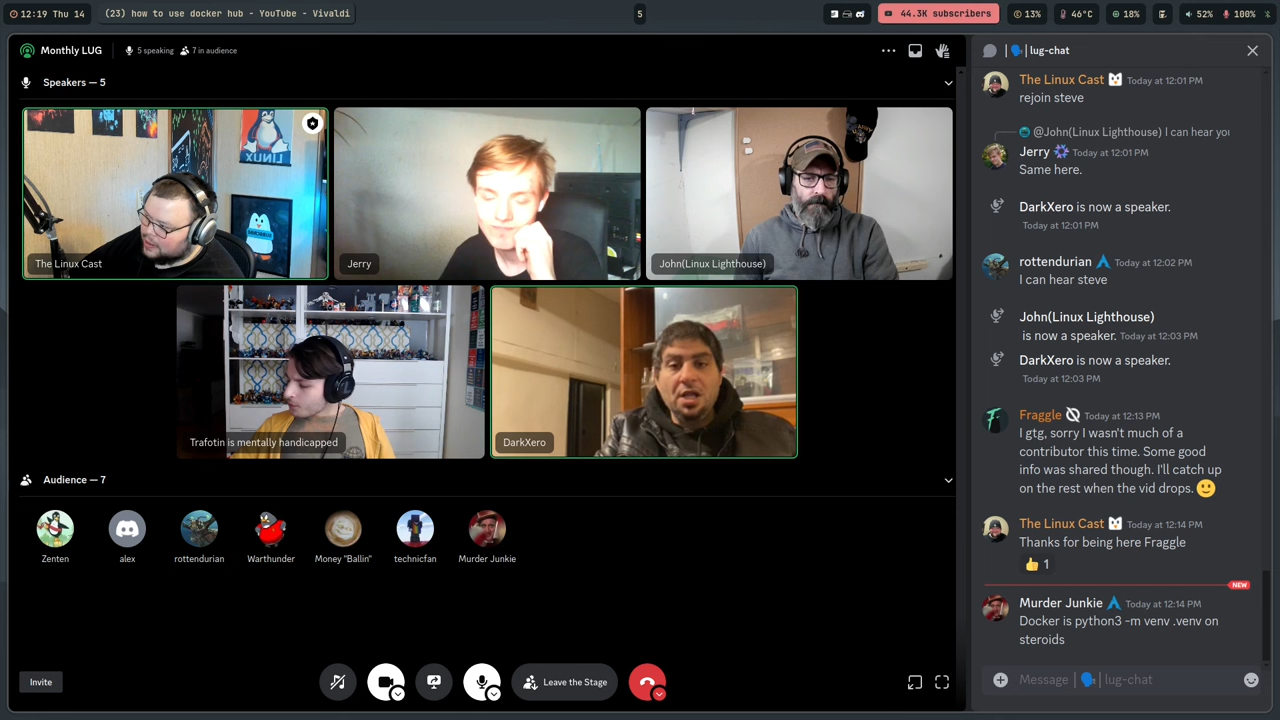 12:19 Thu 14
(23) how to use docker hub - YouTube - Vivaldi
5
44.3K subscribers
13%
46°C
18%
52%
100%
Monthly LUG
5 speaking
7 in audience
Speakers — 5
LINUX
The Linux Cast
Jerry
John(Linux Lighthouse)
Trafotin is mentally handicapped
DarkXero
Audience — 7
Zenten
alex
rottendurian
Warthunder
Money "Ballin"
technicfan
Murder Junkie
Invite
Leave the Stage
| 🗣️ | lug-chat
The Linux Cast Today at 12:01 PM
rejoin steve
@John(Linux Lighthouse) I can hear you
Jerry Today at 12:01 PM
Same here.
DarkXero is now a speaker.
Today at 12:01 PM
rottendurian Today at 12:02 PM
I can hear steve
John(Linux Lighthouse)
is now a speaker. Today at 12:03 PM
DarkXero is now a speaker.
Today at 12:03 PM
Fraggle Today at 12:13 PM
I gtg, sorry I wasn't much of a
contributor this time. Some good
info was shared though. I'll catch up
on the rest when the vid drops. 🙂
The Linux Cast Today at 12:14 PM
Thanks for being here Fraggle
👍 1
NEW
Murder Junkie Today at 12:14 PM
Docker is python3 -m venv .venv on
steroids
Message | 🗣️ | lug-chat